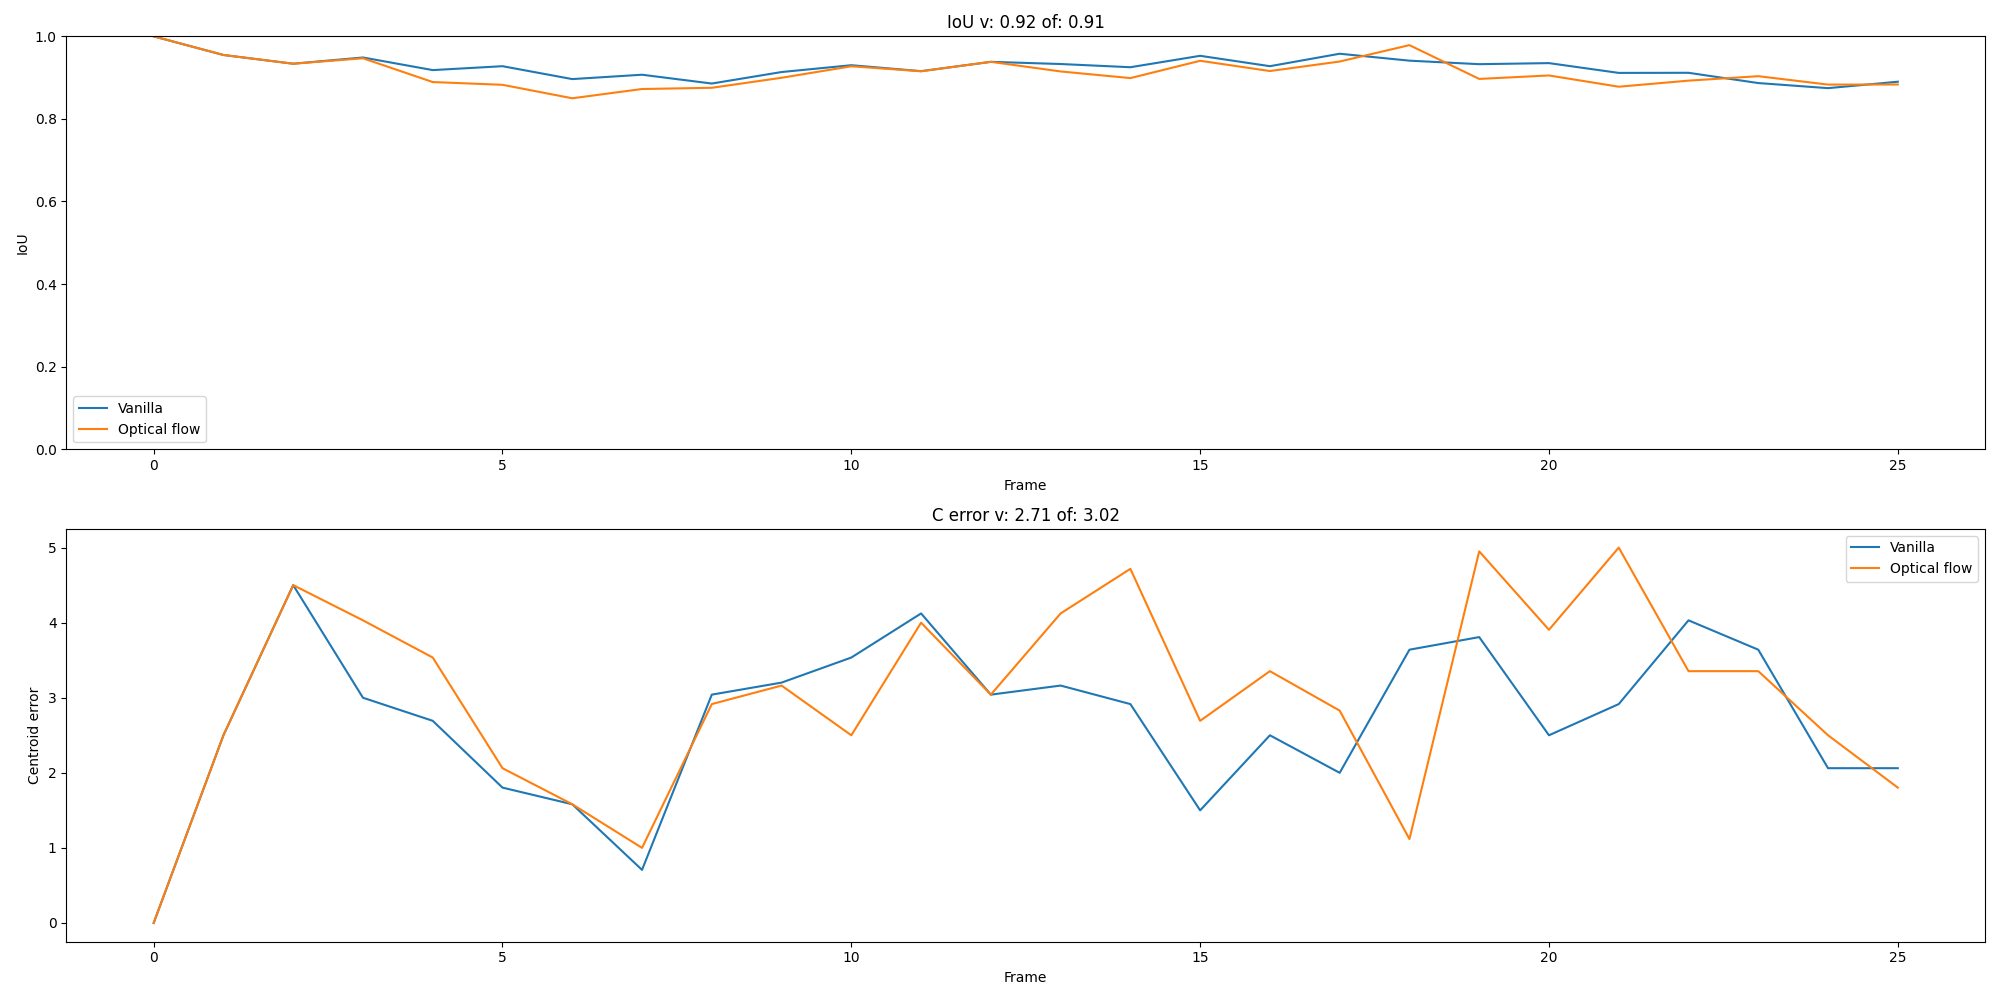 IoU v: 0.92 of: 0.91
1.0
0.8
0.6
0.4
0.2
0.0
IoU
Vanilla
Optical flow
0 5 10 15 20 25
Frame
C error v: 2.71 of: 3.02
5
4
3
2
1
0
Centroid error
Vanilla
Optical flow
0 5 10 15 20 25
Frame